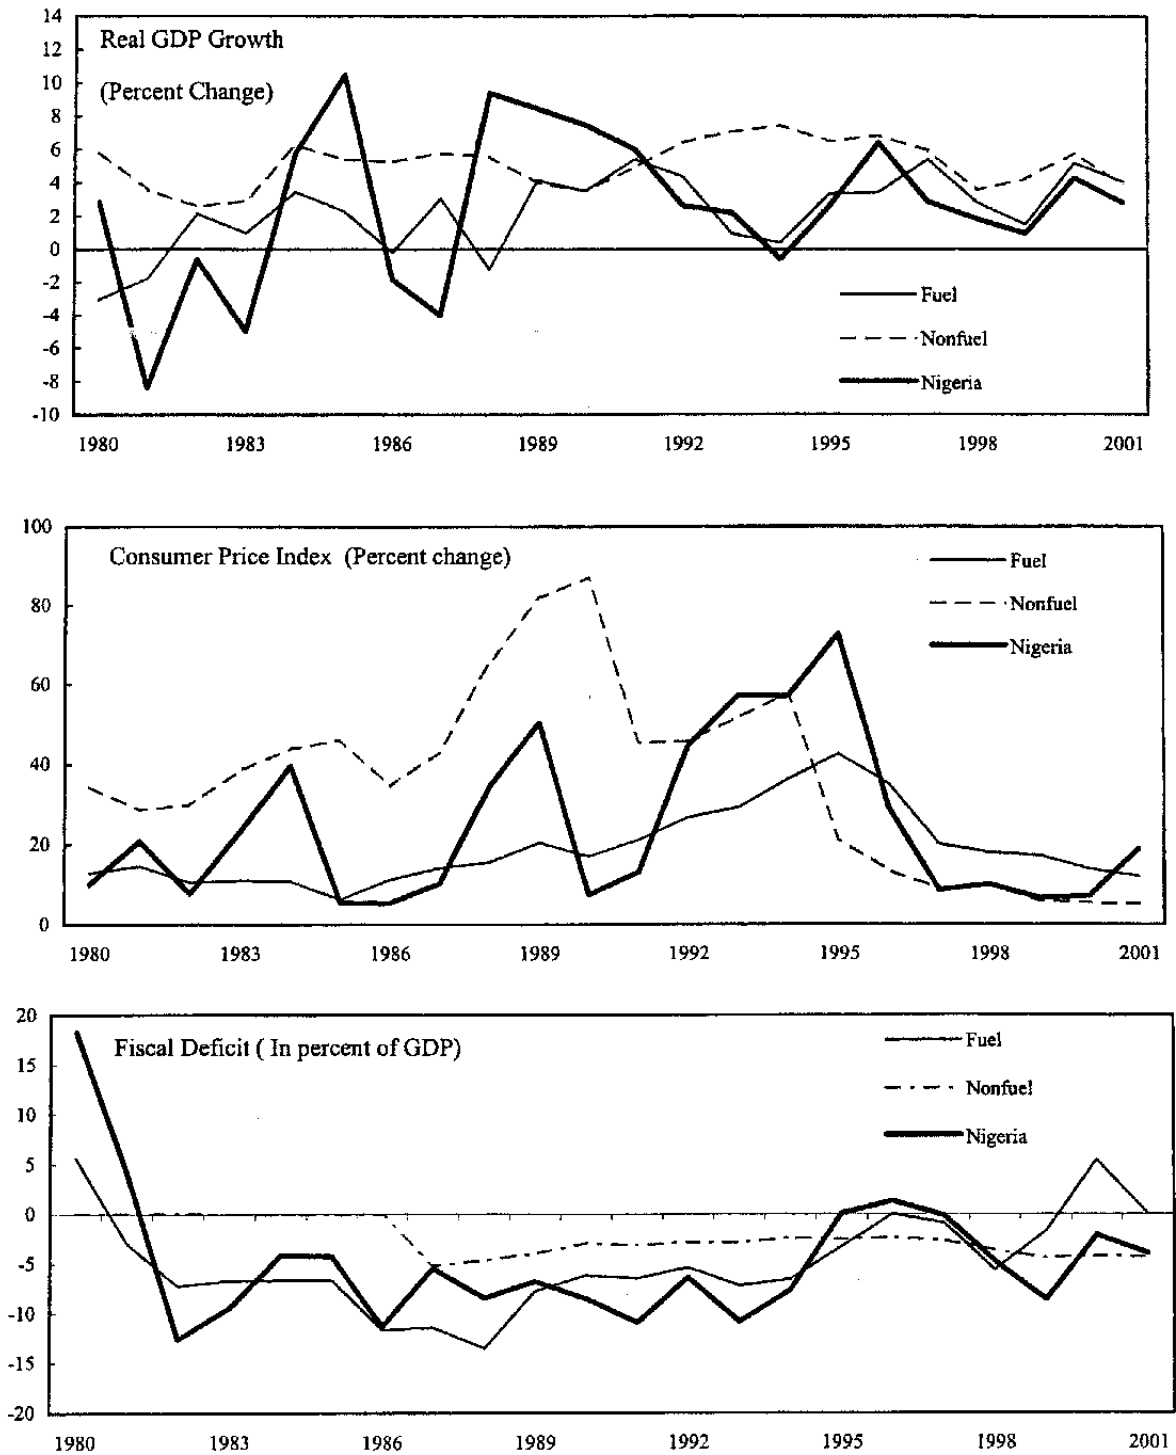 14
12
10
8
6
4
2
0
-2
-4
-6
-8
-10
Real GDP Growth
(Percent Change)
Fuel
Nonfuel
Nigeria
1980 1983 1986 1989 1992 1995 1998 2001
100
80
60
40
20
0
Consumer Price Index (Percent change)
Fuel
Nonfuel
Nigeria
1980 1983 1986 1989 1992 1995 1998 2001
20
15
10
5
0
-5
-10
-15
-20
Fiscal Deficit ( In percent of GDP)
Fuel
Nonfuel
Nigeria
1980 1983 1986 1989 1992 1995 1998 2001